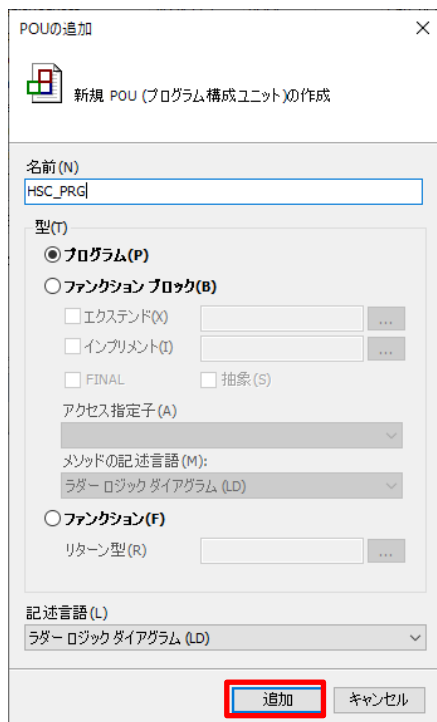 POUの追加
新規 POU (プログラム構成ユニット)の作成
名前(N)
HSC_PRG
型(T)
プログラム(P)
ファンクション ブロック(B)
エクステンド(X)
...
インプリメント(I)
...
FINAL 抽象(S)
アクセス指定子(A)
メソッドの記述言語(M):
ラダー ロジック ダイアグラム (LD)
ファンクション(F)
リターン型(R)
...
記述言語(L)
ラダー ロジック ダイアグラム (LD)
追加 キャンセル